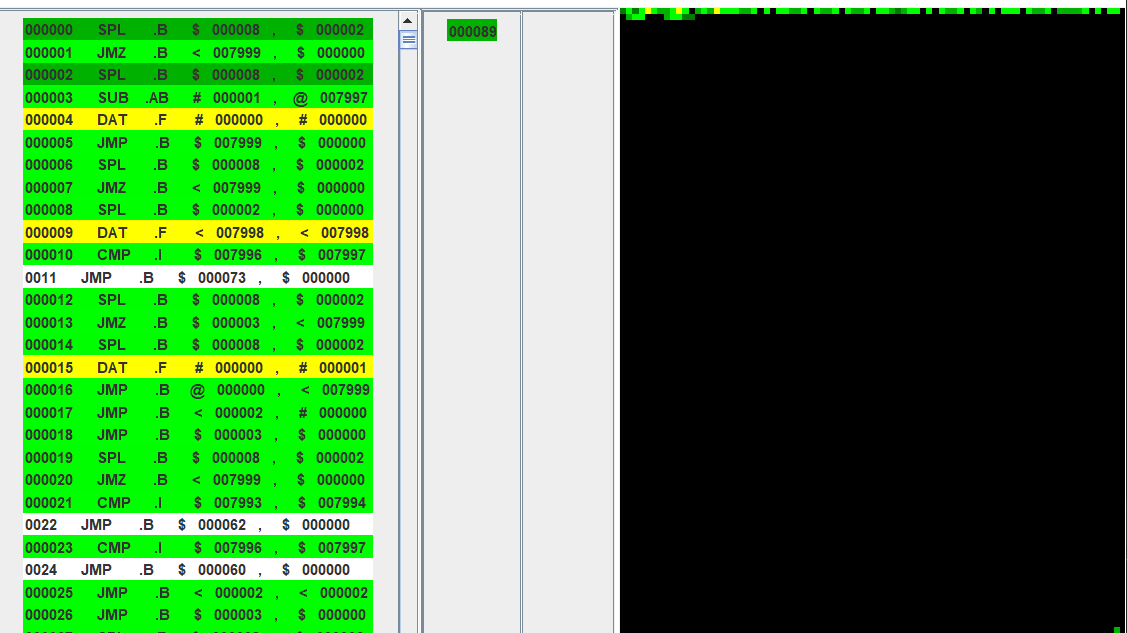 000000 SPL .B $ 000008 , $ 000002
000001 JMZ .B < 007999 , $ 000000
000002 SPL .B $ 000008 , $ 000002
000003 SUB .AB # 000001 , @ 007997
000004 DAT .F # 000000 , # 000000
000005 JMP .B $ 007999 , $ 000000
000006 SPL .B $ 000008 , $ 000002
000007 JMZ .B < 007999 , $ 000000
000008 SPL .B $ 000002 , $ 000000
000009 DAT .F < 007998 , < 007998
000010 CMP .I $ 007996 , $ 007997
0011 JMP .B $ 000073 , $ 000000
000012 SPL .B $ 000008 , $ 000002
000013 JMZ .B $ 000003 , < 007999
000014 SPL .B $ 000008 , $ 000002
000015 DAT .F # 000000 , # 000001
000016 JMP .B @ 000000 , < 007999
000017 JMP .B < 000002 , # 000000
000018 JMP .B $ 000003 , $ 000000
000019 SPL .B $ 000008 , $ 000002
000020 JMZ .B < 007999 , $ 000000
000021 CMP .I $ 007993 , $ 007994
0022 JMP .B $ 000062 , $ 000000
000023 CMP .I $ 007996 , $ 007997
0024 JMP .B $ 000060 , $ 000000
000025 JMP .B < 000002 , < 000002
000026 JMP .B $ 000003 , $ 000000
000089